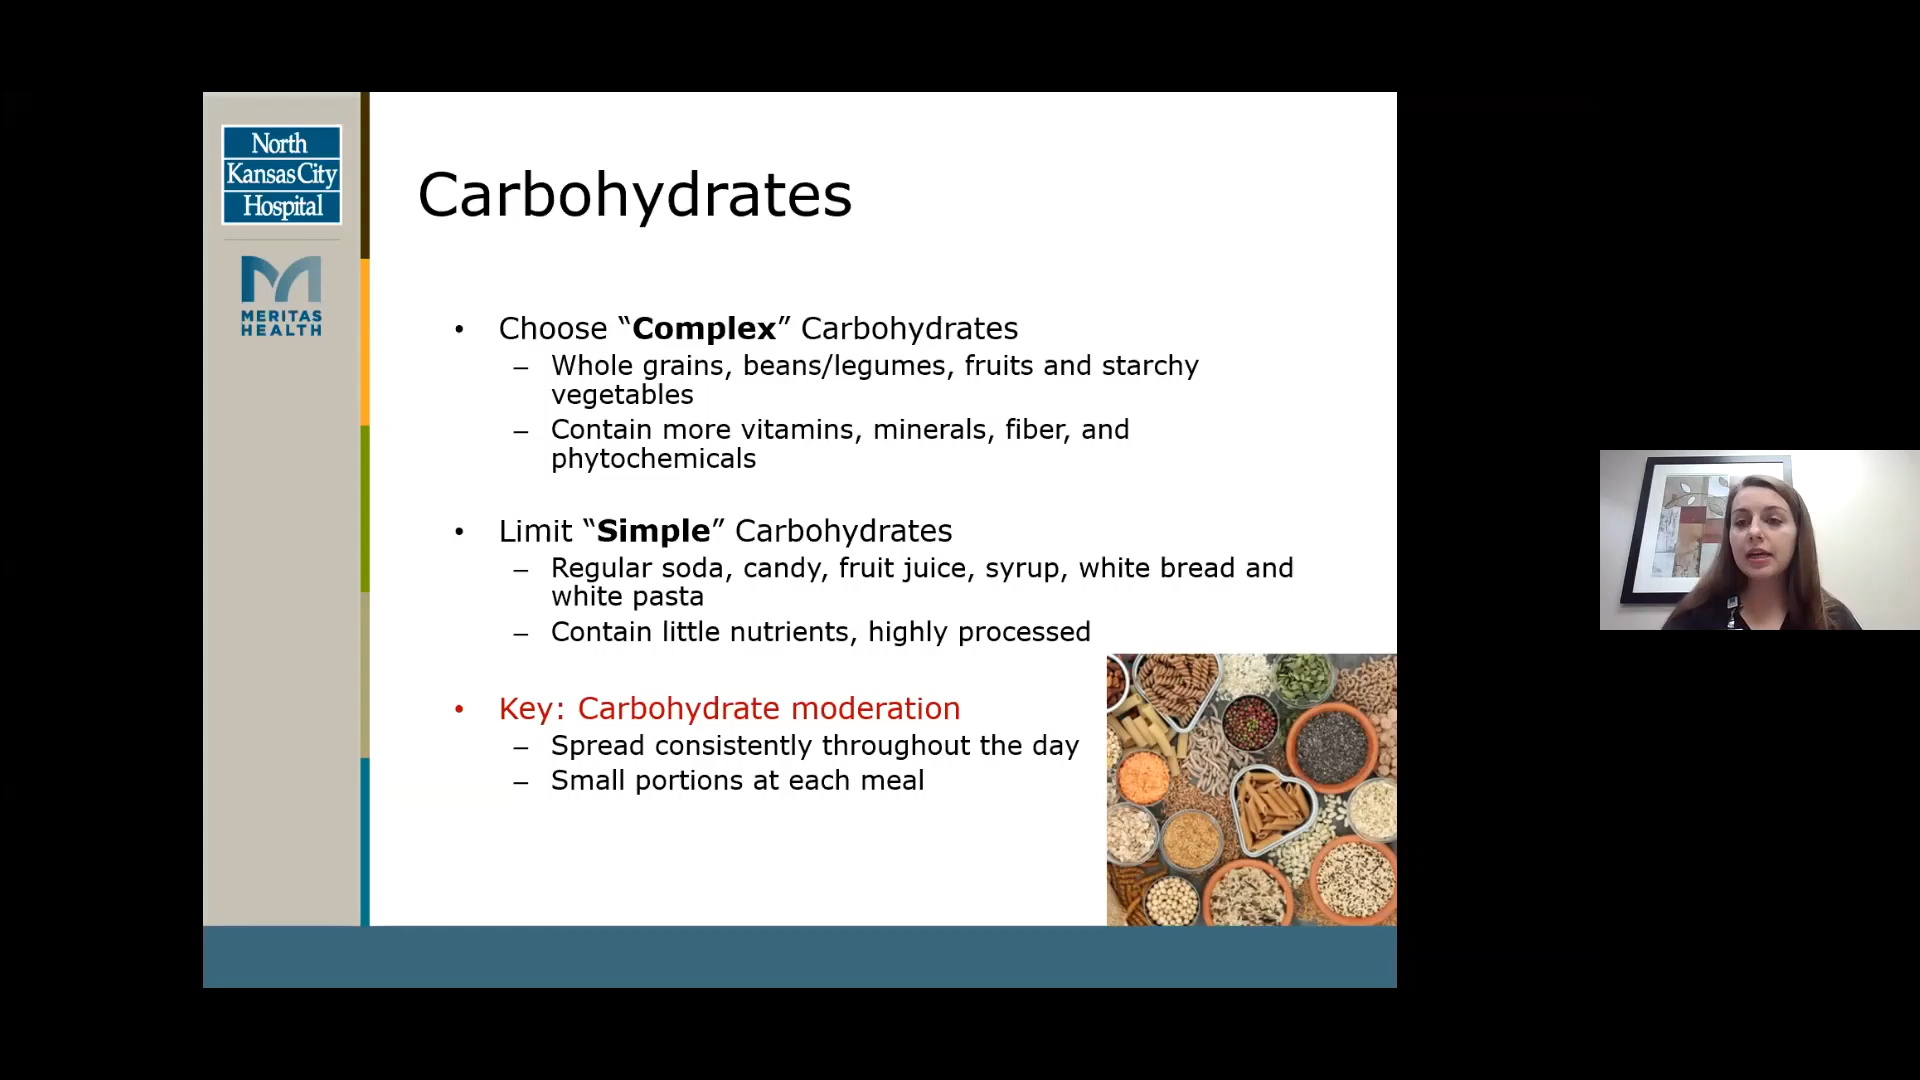 North
Kansas City
Hospital
MERITAS
HEALTH
Carbohydrates
• Choose “Complex” Carbohydrates
– Whole grains, beans/legumes, fruits and starchy
vegetables
– Contain more vitamins, minerals, fiber, and
phytochemicals
• Limit “Simple” Carbohydrates
– Regular soda, candy, fruit juice, syrup, white bread and
white pasta
– Contain little nutrients, highly processed
• Key: Carbohydrate moderation
– Spread consistently throughout the day
– Small portions at each meal